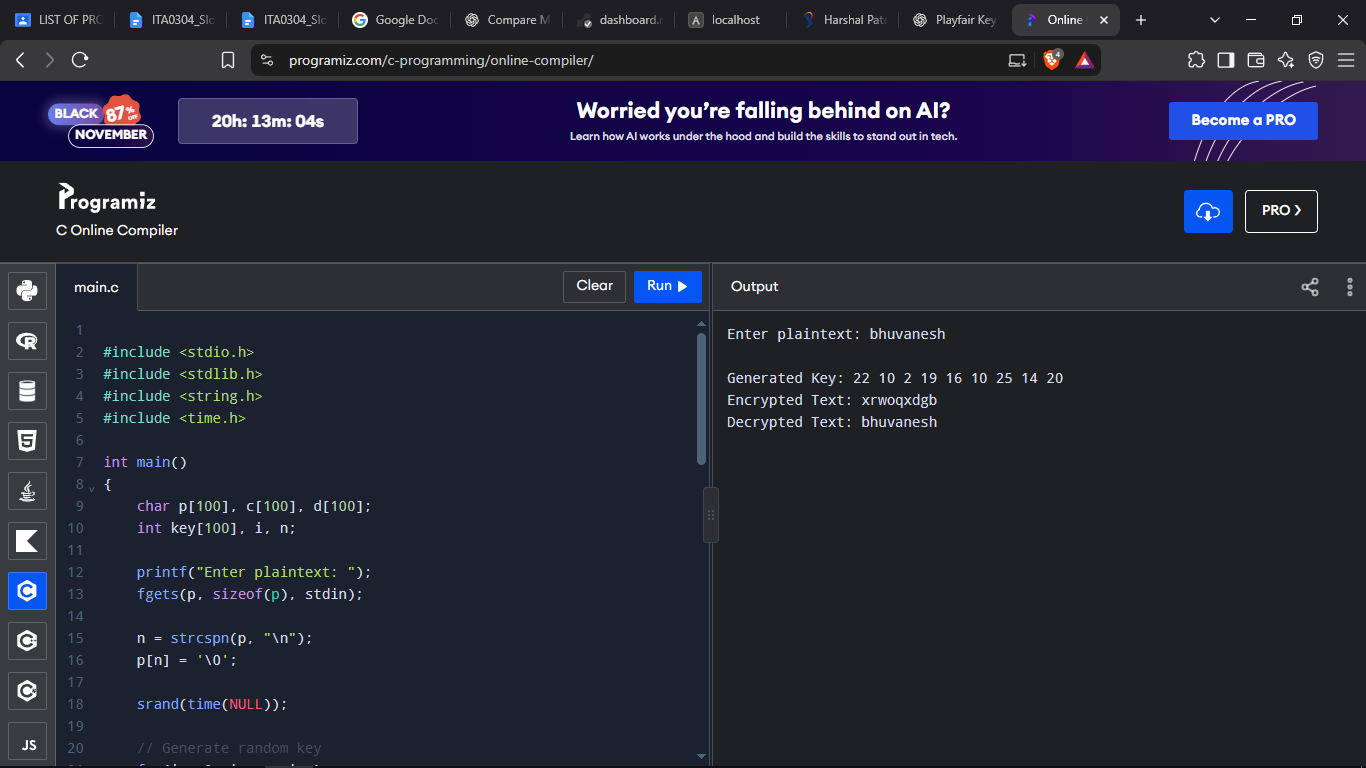 LIST OF PRO
ITA0304_Slo
ITA0304_Slo
Google Doc
Compare M
dashboard.r
localhost
Harshal Pate
Playfair Key
Online
programiz.com/c-programming/online-compiler/
4
BLACK 87% OFF
NOVEMBER
20h: 13m: 04s
Worried you're falling behind on AI?
Learn how AI works under the hood and build the skills to stand out in tech.
Become a PRO
Programiz
C Online Compiler
PRO
main.c
Clear
Run
Output
1
2 #include <stdio.h>
3 #include <stdlib.h>
4 #include <string.h>
5 #include <time.h>
6
7 int main()
8 {
9 char p[100], c[100], d[100];
10 int key[100], i, n;
11
12 printf("Enter plaintext: ");
13 fgets(p, sizeof(p), stdin);
14
15 n = strcspn(p, "\n");
16 p[n] = '\0';
17
18 srand(time(NULL));
19
20 // Generate random key
JS
Enter plaintext: bhuvanesh
Generated Key: 22 10 2 19 16 10 25 14 20
Encrypted Text: xrwoqxdgb
Decrypted Text: bhuvanesh